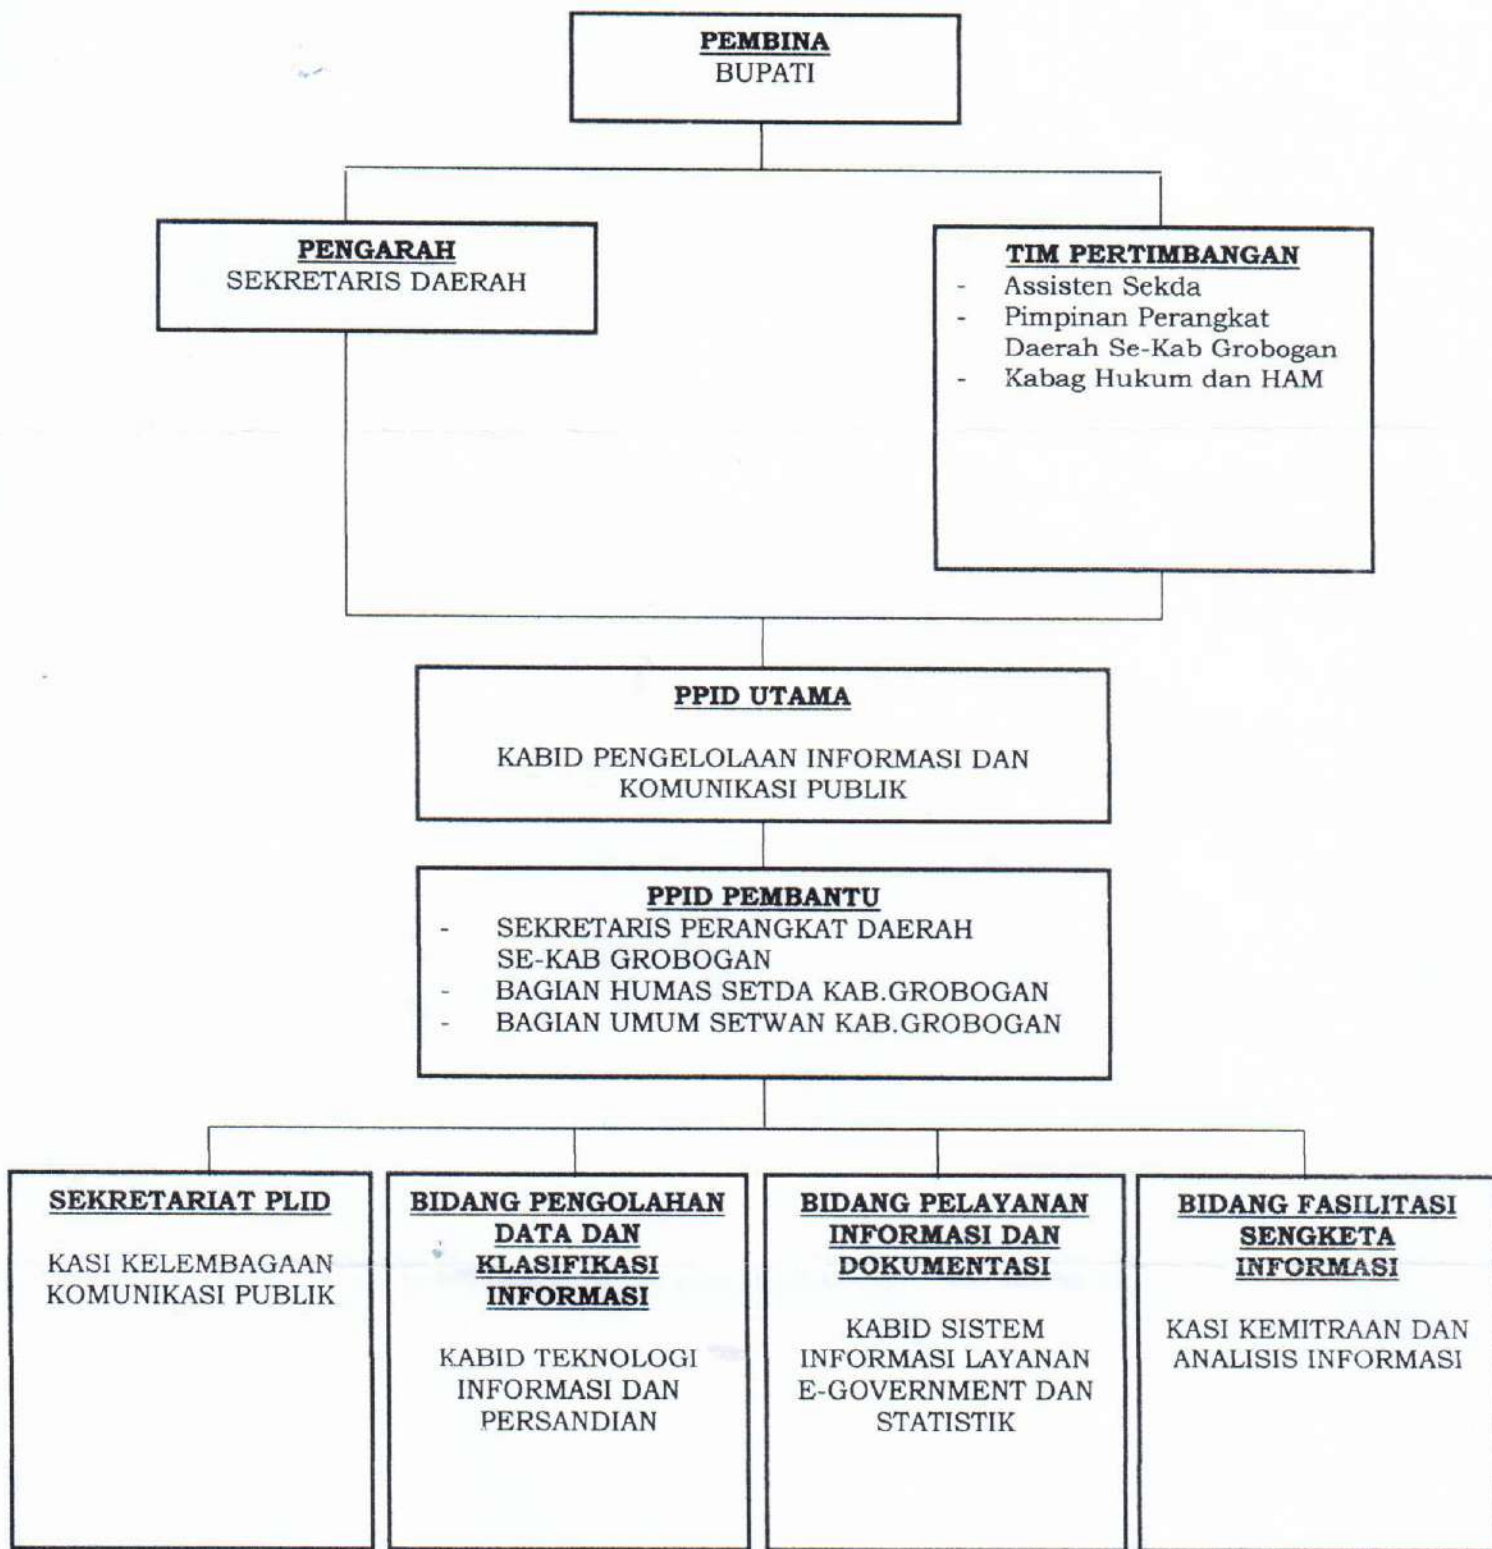 PEMBINA
BUPATI
PENGARAH
SEKRETARIS DAERAH
TIM PERTIMBANGAN
- Assisten Sekda
- Pimpinan Perangkat
Daerah Se-Kab Grobogan
- Kabag Hukum dan HAM
PPID UTAMA
KABID PENGELOLAAN INFORMASI DAN
KOMUNIKASI PUBLIK
PPID PEMBANTU
- SEKRETARIS PERANGKAT DAERAH
SE-KAB GROBOGAN
- BAGIAN HUMAS SETDA KAB.GROBOGAN
- BAGIAN UMUM SETWAN KAB.GROBOGAN
SEKRETARIAT PLID
KASI KELEMBAGAAN
KOMUNIKASI PUBLIK
BIDANG PENGOLAHAN
DATA DAN
KLASIFIKASI
INFORMASI
KABID TEKNOLOGI
INFORMASI DAN
PERSANDIAN
BIDANG PELAYANAN
INFORMASI DAN
DOKUMENTASI
KABID SISTEM
INFORMASI LAYANAN
E-GOVERNMENT DAN
STATISTIK
BIDANG FASILITASI
SENGKETA
INFORMASI
KASI KEMITRAAN DAN
ANALISIS INFORMASI